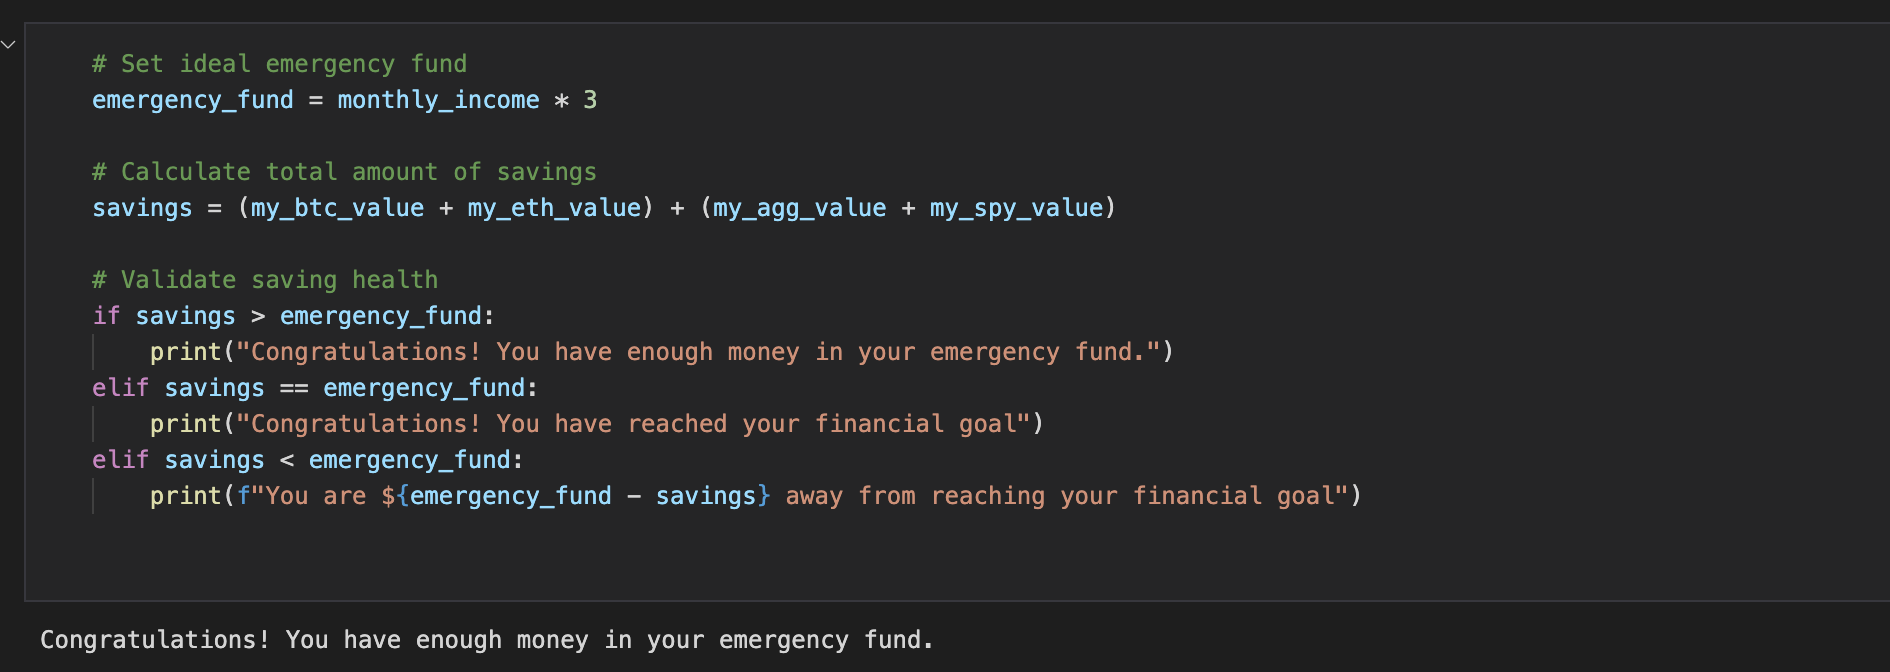 # Set ideal emergency fund
emergency_fund = monthly_income * 3
# Calculate total amount of savings
savings = (my_btc_value + my_eth_value) + (my_agg_value + my_spy_value)
# Validate saving health
if savings > emergency_fund:
    print("Congratulations! You have enough money in your emergency fund.")
elif savings == emergency_fund:
    print("Congratulations! You have reached your financial goal")
elif savings < emergency_fund:
    print(f"You are ${emergency_fund - savings} away from reaching your financial goal")
Congratulations! You have enough money in your emergency fund.